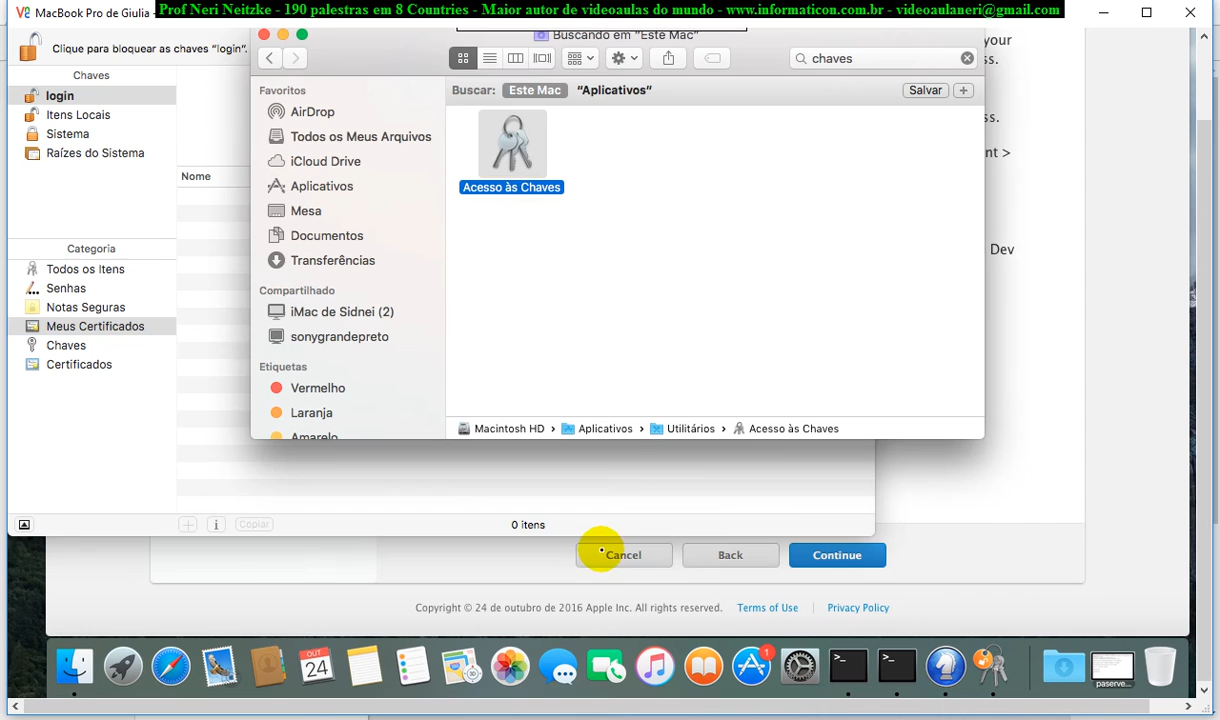 MacBook Pro de Giulia -
Prof Neri Neitzke - 190 palestras em 8 Countries - Maior autor de videoaulas do mundo - www.informaticon.com.br - videoaulaneri@gmail.com
Clique para bloquear as chaves “login”.
Chaves
login
Itens Locais
Sistema
Raízes do Sistema
Nome
Categoria
Todos os Itens
Senhas
Notas Seguras
Meus Certificados
Chaves
Certificados
Copiar
0 itens
Buscando em “Este Mac”
chaves
Favoritos
AirDrop
Todos os Meus Arquivos
iCloud Drive
Aplicativos
Mesa
Documentos
Transferências
Compartilhado
iMac de Sidnei (2)
sonygrandepreto
Etiquetas
Vermelho
Laranja
Amarelo
Buscar: Este Mac “Aplicativos” Salvar
Acesso às Chaves
Macintosh HD › Aplicativos › Utilitários › Acesso às Chaves
your
s.
s.
nt >
Dev
Cancel Back Continue
Copyright © 24 de outubro de 2016 Apple Inc. All rights reserved. Terms of Use Privacy Policy
OUT
24
1
paserve...